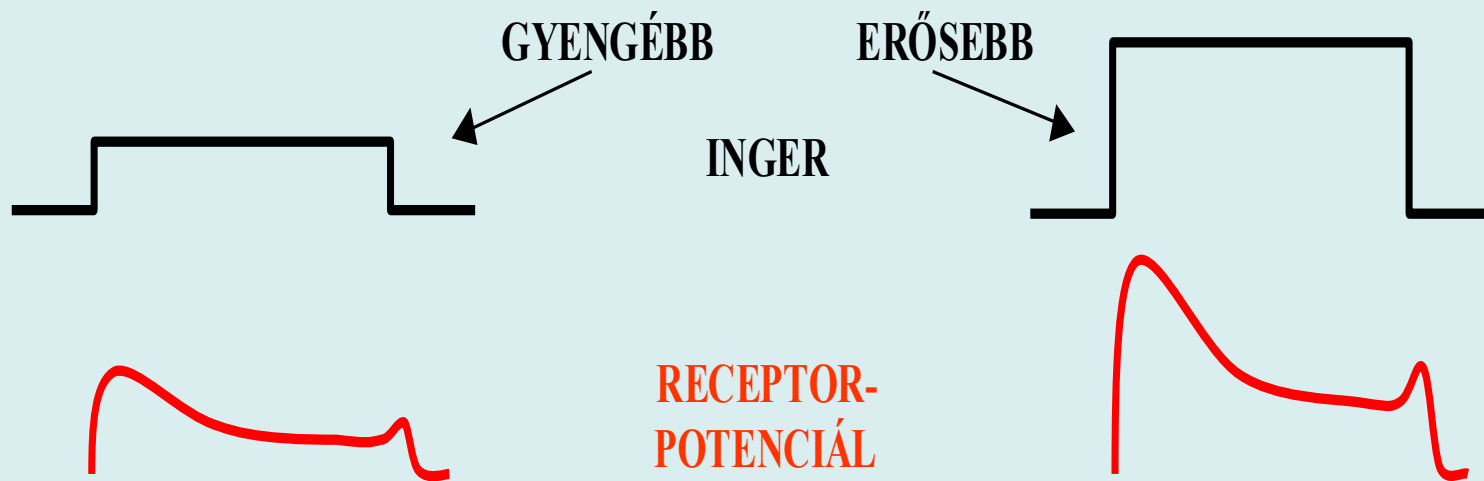 GYENGÉBB
ERŐSEBB
INGER
RECEPTOR-
POTENCIÁL